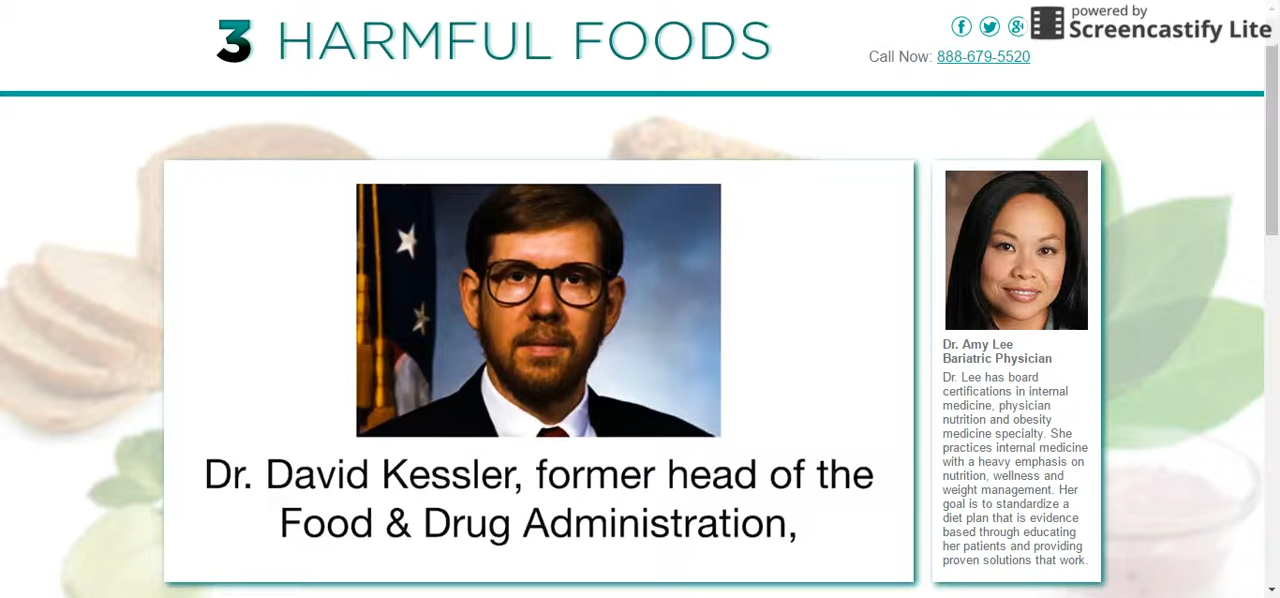 3 HARMFUL FOODS
powered by
Screencastify Lite
Call Now: 888-679-5520
Dr. David Kessler, former head of the
Food & Drug Administration,
Dr. Amy Lee
Bariatric Physician
Dr. Lee has board
certifications in internal
medicine, physician
nutrition and obesity
medicine specialty. She
practices internal medicine
with a heavy emphasis on
nutrition, wellness and
weight management. Her
goal is to standardize a
diet plan that is evidence
based through educating
her patients and providing
proven solutions that work.